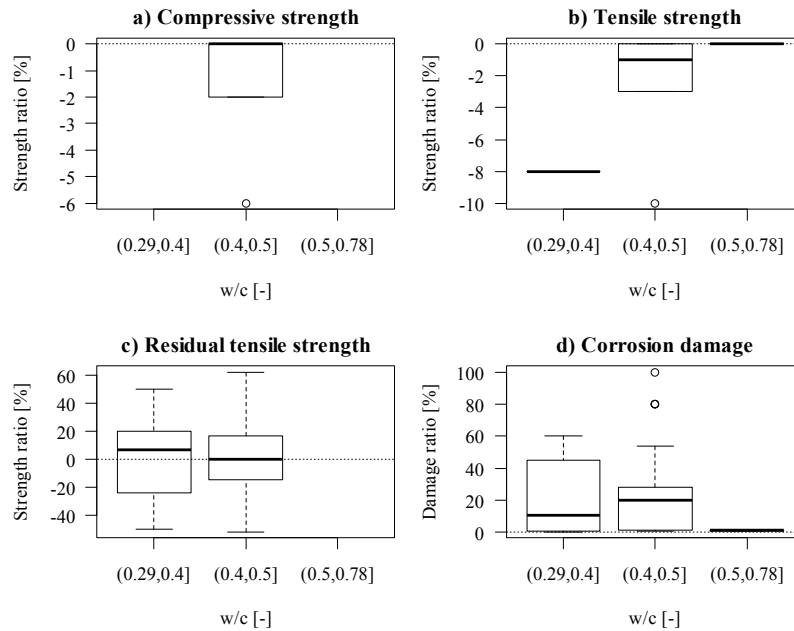 a) Compressive strength
Strength ratio [%]
0
-1
-2
-3
-4
-5
-6
(0.29,0.4] (0.4,0.5] (0.5,0.78]
w/c [-]
b) Tensile strength
Strength ratio [%]
0
-2
-4
-6
-8
-10
(0.29,0.4] (0.4,0.5] (0.5,0.78]
w/c [-]
c) Residual tensile strength
Strength ratio [%]
60
40
20
0
-20
-40
(0.29,0.4] (0.4,0.5] (0.5,0.78]
w/c [-]
d) Corrosion damage
Damage ratio [%]
100
80
60
40
20
0
(0.29,0.4] (0.4,0.5] (0.5,0.78]
w/c [-]